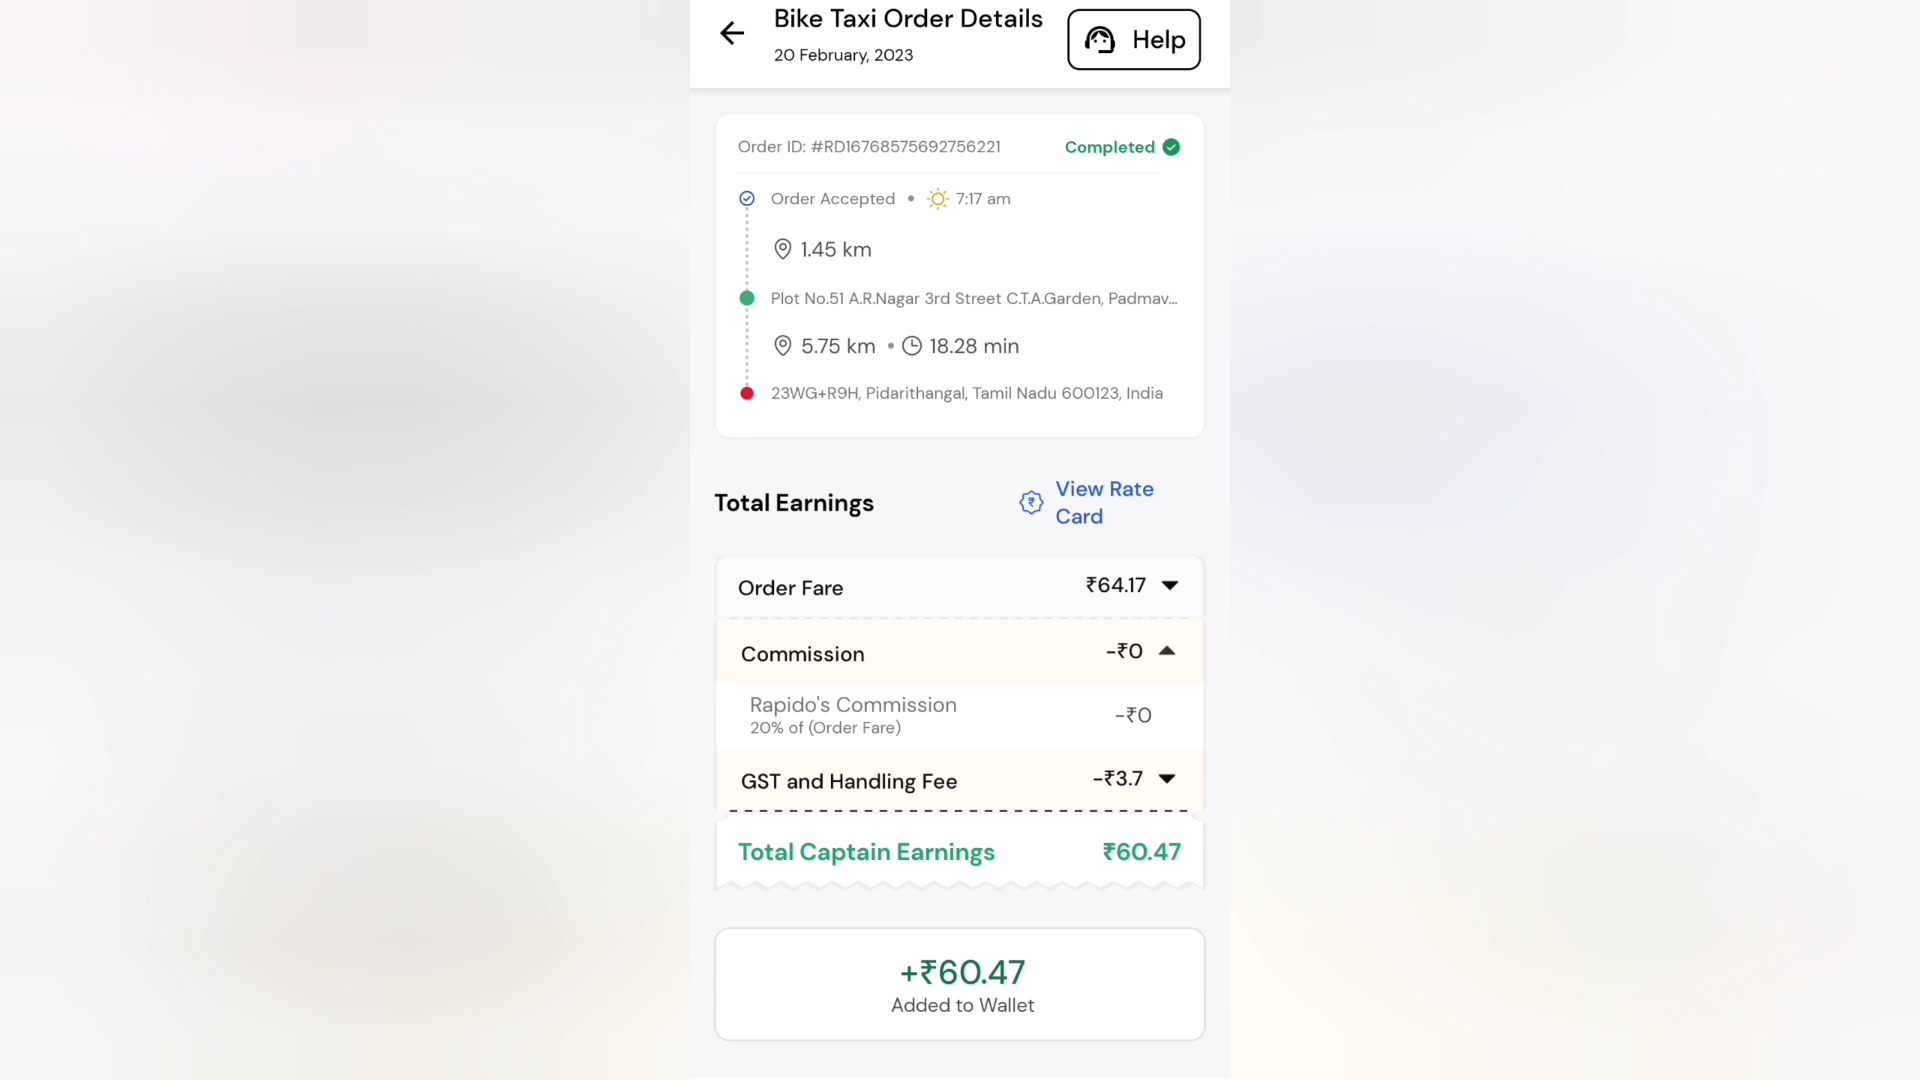 Bike Taxi Order Details
20 February, 2023
Help
Order ID: #RD16768575692756221
Completed
Order Accepted • 7:17 am
1.45 km
Plot No.51 A.R.Nagar 3rd Street C.T.A.Garden, Padmav...
5.75 km • 18.28 min
23WG+R9H, Pidarithangal, Tamil Nadu 600123, India
Total Earnings
View Rate
Card
Order Fare ₹64.17
Commission -₹0
Rapido's Commission -₹0
20% of (Order Fare)
GST and Handling Fee -₹3.7
Total Captain Earnings ₹60.47
+₹60.47
Added to Wallet